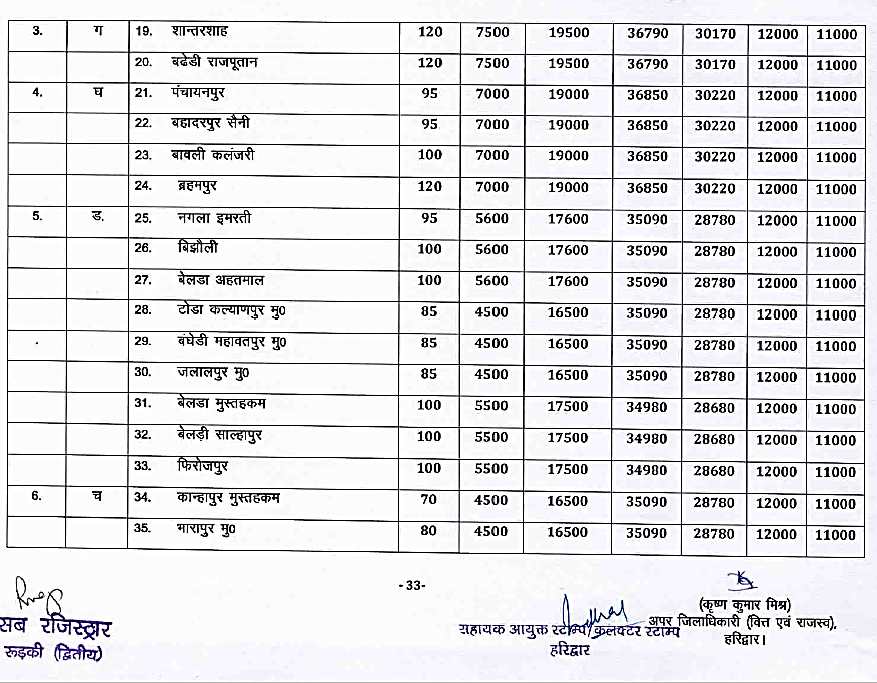 3. ग 19. शान्तरशाह 120 7500 19500 36790 30170 12000 11000
20. बढेडी राजपूतान 120 7500 19500 36790 30170 12000 11000
4. घ 21. पंचायनपुर 95 7000 19000 36850 30220 12000 11000
22. बहादरपुर सैनी 95 7000 19000 36850 30220 12000 11000
23. बावली कलंजरी 100 7000 19000 36850 30220 12000 11000
24. ब्रहमपुर 120 7000 19000 36850 30220 12000 11000
5. ड. 25. नगला इमरती 95 5600 17600 35090 28780 12000 11000
26. बिझौली 100 5600 17600 35090 28780 12000 11000
27. बेलडा अहतमाल 100 5600 17600 35090 28780 12000 11000
28. टोडा कल्याणपुर मु0 85 4500 16500 35090 28780 12000 11000
29. बंघेडी महावतपुर मु0 85 4500 16500 35090 28780 12000 11000
30. जलालपुर मु0 85 4500 16500 35090 28780 12000 11000
31. बेलडा मुस्तहकम 100 5500 17500 34980 28680 12000 11000
32. बेलड़ी साल्हापुर 100 5500 17500 34980 28680 12000 11000
33. फिरोजपुर 100 5500 17500 34980 28680 12000 11000
6. च 34. कान्हापुर मुस्तहकम 70 4500 16500 35090 28780 12000 11000
35. भारापुर मु0 80 4500 16500 35090 28780 12000 11000
-33-
सब रजिस्ट्रार
रूड़की (द्वितीय)
सहायक आयुक्त स्टाम्प/कलक्टर स्टाम्प
हरिद्वार
(कृष्ण कुमार मिश्र)
अपर जिलाधिकारी (वित्त एवं राजस्व),
हरिद्वार।